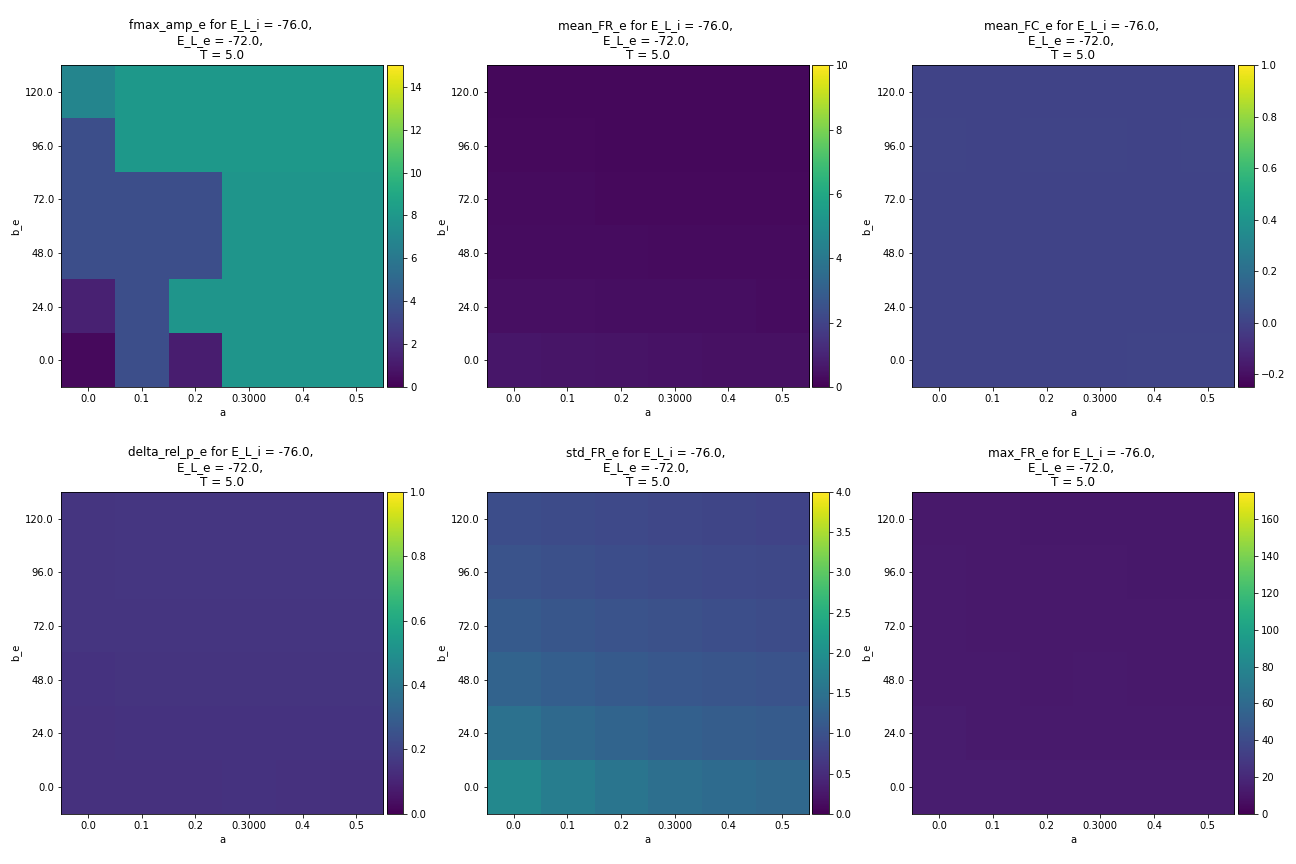 fmax_amp_e for E_L_i = -76.0,
E_L_e = -72.0,
T = 5.0
120.0
96.0
72.0
48.0
24.0
0.0
b_e
0.0 0.1 0.2 0.3000 0.4 0.5
a
14
12
10
8
6
4
2
0
mean_FR_e for E_L_i = -76.0,
E_L_e = -72.0,
T = 5.0
120.0
96.0
72.0
48.0
24.0
0.0
b_e
0.0 0.1 0.2 0.3000 0.4 0.5
a
10
8
6
4
2
0
mean_FC_e for E_L_i = -76.0,
E_L_e = -72.0,
T = 5.0
120.0
96.0
72.0
48.0
24.0
0.0
b_e
0.0 0.1 0.2 0.3000 0.4 0.5
a
1.0
0.8
0.6
0.4
0.2
0.0
−0.2
delta_rel_p_e for E_L_i = -76.0,
E_L_e = -72.0,
T = 5.0
120.0
96.0
72.0
48.0
24.0
0.0
b_e
0.0 0.1 0.2 0.3000 0.4 0.5
a
1.0
0.8
0.6
0.4
0.2
0.0
std_FR_e for E_L_i = -76.0,
E_L_e = -72.0,
T = 5.0
120.0
96.0
72.0
48.0
24.0
0.0
b_e
0.0 0.1 0.2 0.3000 0.4 0.5
a
4.0
3.5
3.0
2.5
2.0
1.5
1.0
0.5
0.0
max_FR_e for E_L_i = -76.0,
E_L_e = -72.0,
T = 5.0
120.0
96.0
72.0
48.0
24.0
0.0
b_e
0.0 0.1 0.2 0.3000 0.4 0.5
a
160
140
120
100
80
60
40
20
0